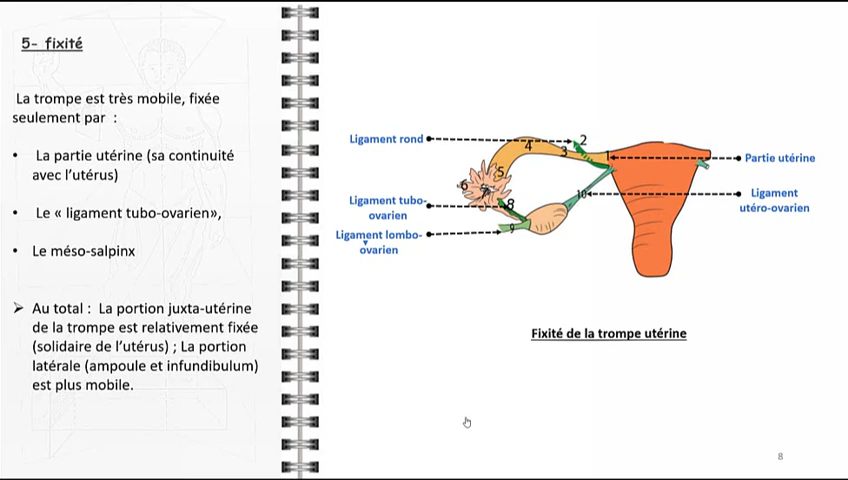 5- fixité
La trompe est très mobile, fixée
seulement par :
• La partie utérine (sa continuité
avec l'utérus)
• Le « ligament tubo-ovarien»,
• Le méso-salpinx
➤ Au total : La portion juxta-utérine
de la trompe est relativement fixée
(solidaire de l'utérus) ; La portion
latérale (ampoule et infundibulum)
est plus mobile.
Ligament rond
2
4
3
1
Partie utérine
5
6
7
Ligament tubo-
ovarien
8
10
Ligament
utéro-ovarien
Ligament lombo-
ovarien
9
Fixité de la trompe utérine
8